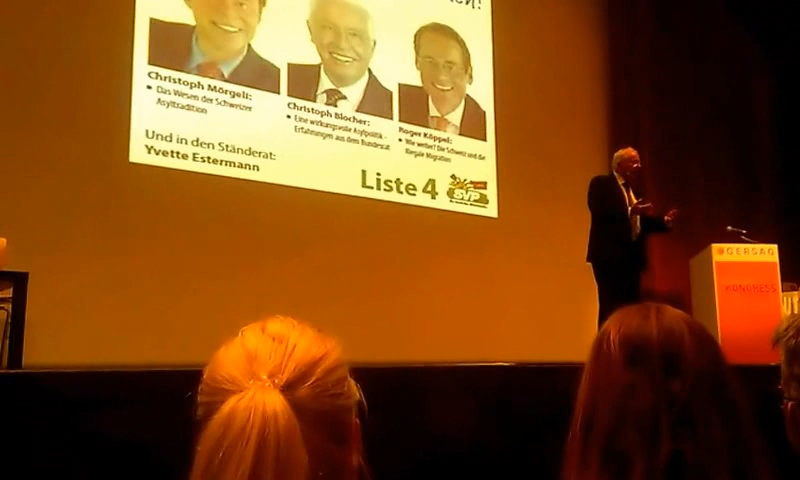 Christoph Mörgeli:
• Das Wesen der Schweizer
Asyltradition
Christoph Blocher:
• Eine wirkungsvolle Asylpolitik -
Erfahrungen aus dem Bundesrat
Roger Köppel:
• Wie weiter? Die Schweiz und die
illegale Migration
Und in den Ständerat:
Yvette Estermann
Liste 4
SVP
GERSAG
KONGRESS